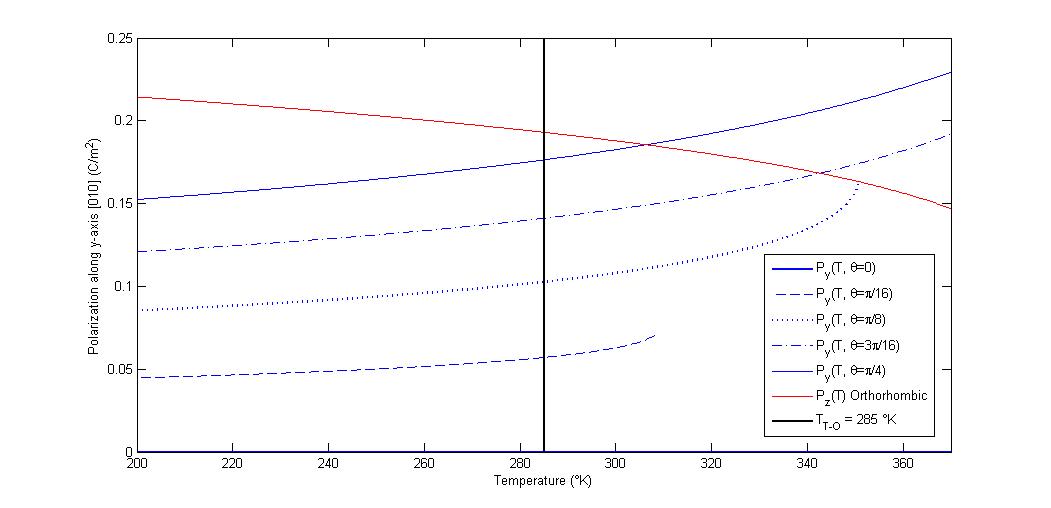 0.25
0.2
0.15
0.1
0.05
0
Polarization along y-axis [010] (C/m²)
P_y(T, θ=0)
P_y(T, θ=π/16)
P_y(T, θ=π/8)
P_y(T, θ=3π/16)
P_y(T, θ=π/4)
P_z(T) Orthorhombic
T_T-O = 285 °K
200 220 240 260 280 300 320 340 360
Temperature (°K)